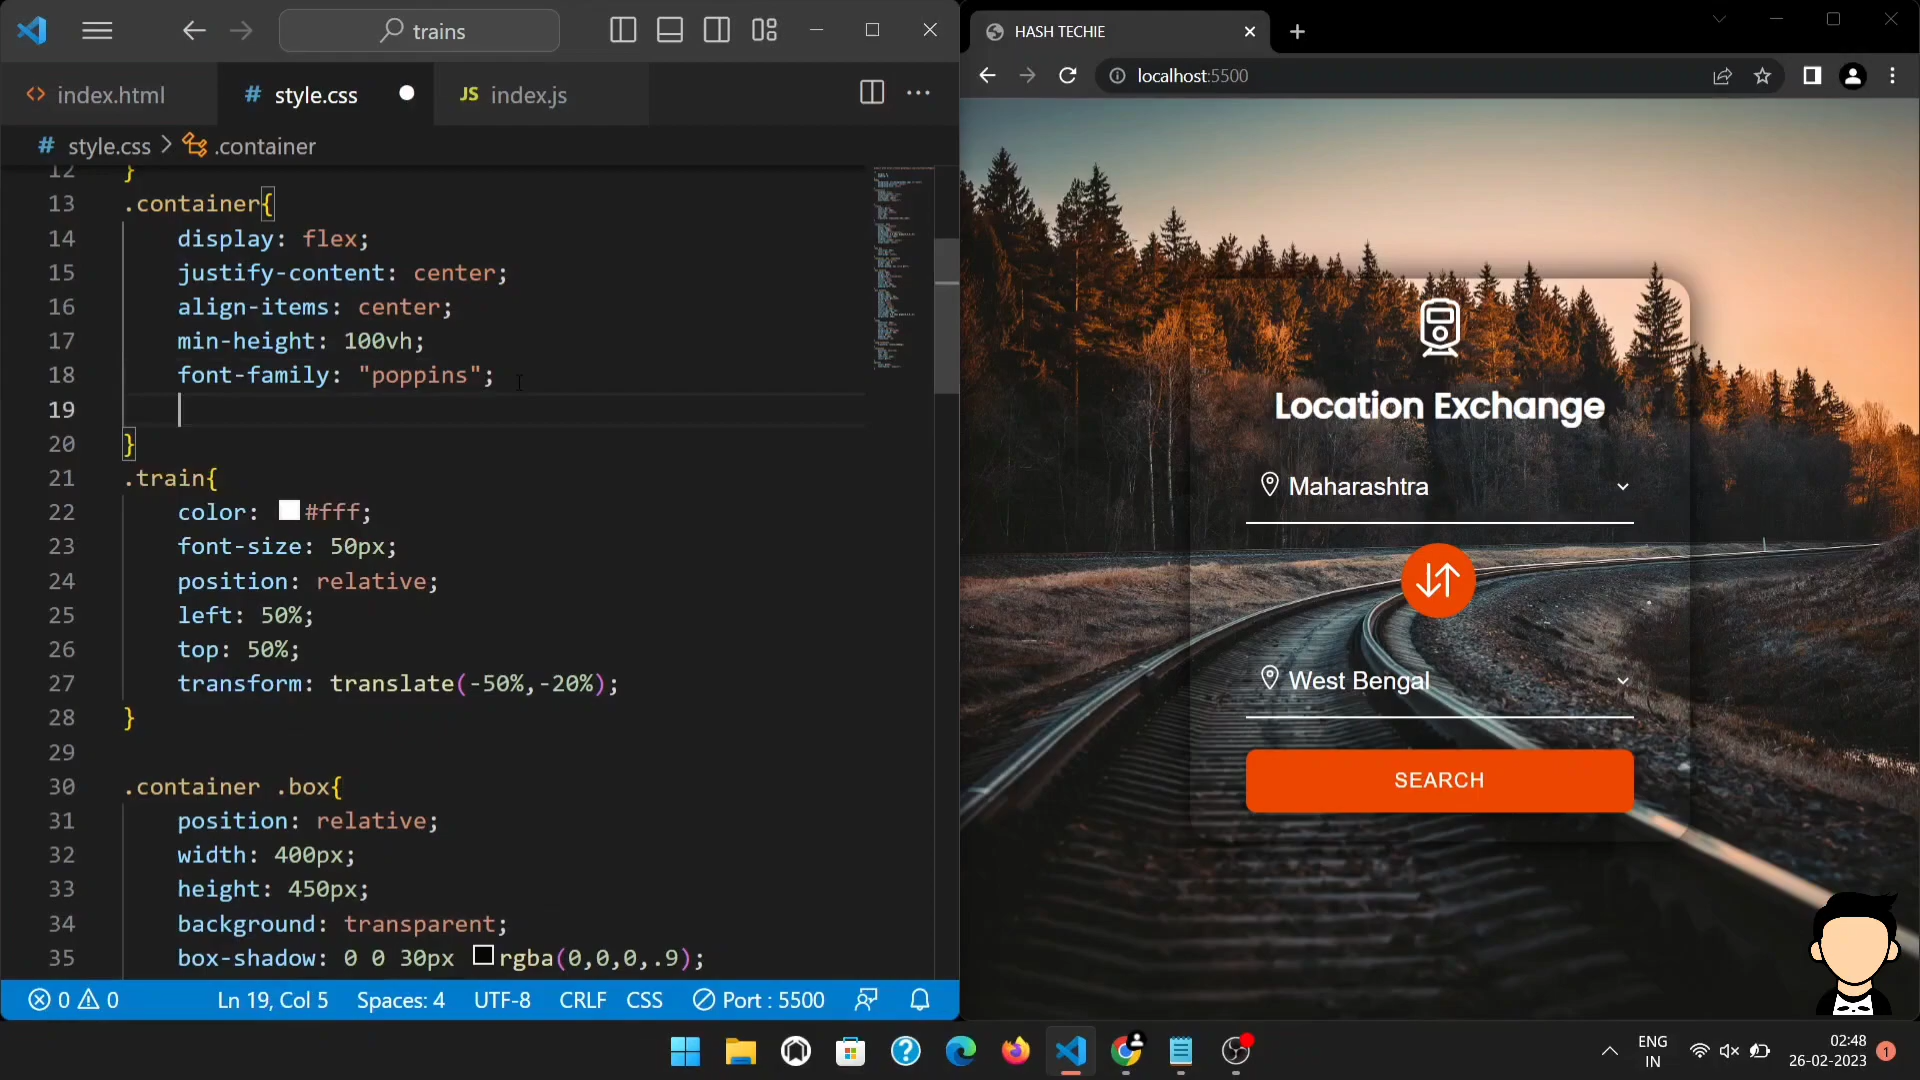 trains
HASH TECHIE
localhost:5500
index.html
# style.css
JS index.js
# style.css > .container
12 }
13 .container{
14 display: flex;
15 justify-content: center;
16 align-items: center;
17 min-height: 100vh;
18 font-family: "poppins";
19
20 }
21 .train{
22 color: #fff;
23 font-size: 50px;
24 position: relative;
25 left: 50%;
26 top: 50%;
27 transform: translate(-50%,-20%);
28 }
29
30 .container .box{
31 position: relative;
32 width: 400px;
33 height: 450px;
34 background: transparent;
35 box-shadow: 0 0 30px rgba(0,0,0,.9);
Location Exchange
Maharashtra
West Bengal
SEARCH
0 0 Ln 19, Col 5 Spaces: 4 UTF-8 CRLF CSS Port : 5500
ENG
IN
02:48
26-02-2023
1